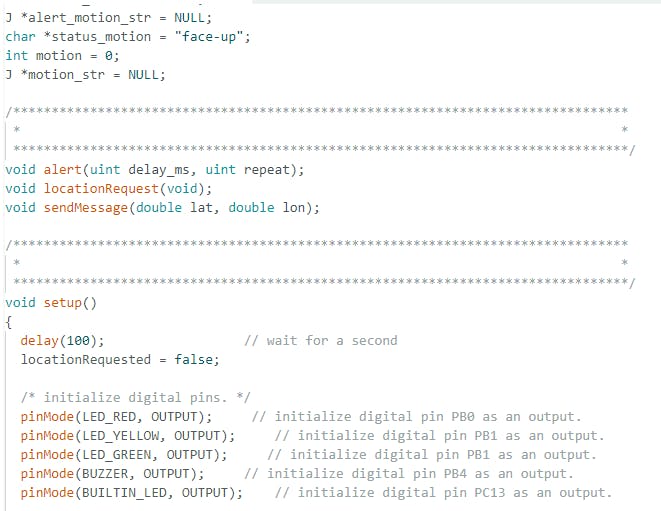 J *alert_motion_str = NULL;
char *status_motion = "face-up";
int motion = 0;
J *motion_str = NULL;
/********************************************************************************
 *                                                                               *
 ********************************************************************************/
void alert(uint delay_ms, uint repeat);
void locationRequest(void);
void sendMessage(double lat, double lon);
/********************************************************************************
 *                                                                               *
 ********************************************************************************/
void setup()
{
  delay(100);                  // wait for a second
  locationRequested = false;
  /* initialize digital pins. */
  pinMode(LED_RED, OUTPUT);     // initialize digital pin PB0 as an output.
  pinMode(LED_YELLOW, OUTPUT);     // initialize digital pin PB1 as an output.
  pinMode(LED_GREEN, OUTPUT);     // initialize digital pin PB1 as an output.
  pinMode(BUZZER, OUTPUT);     // initialize digital pin PB4 as an output.
  pinMode(BUILTIN_LED, OUTPUT);    // initialize digital pin PC13 as an output.